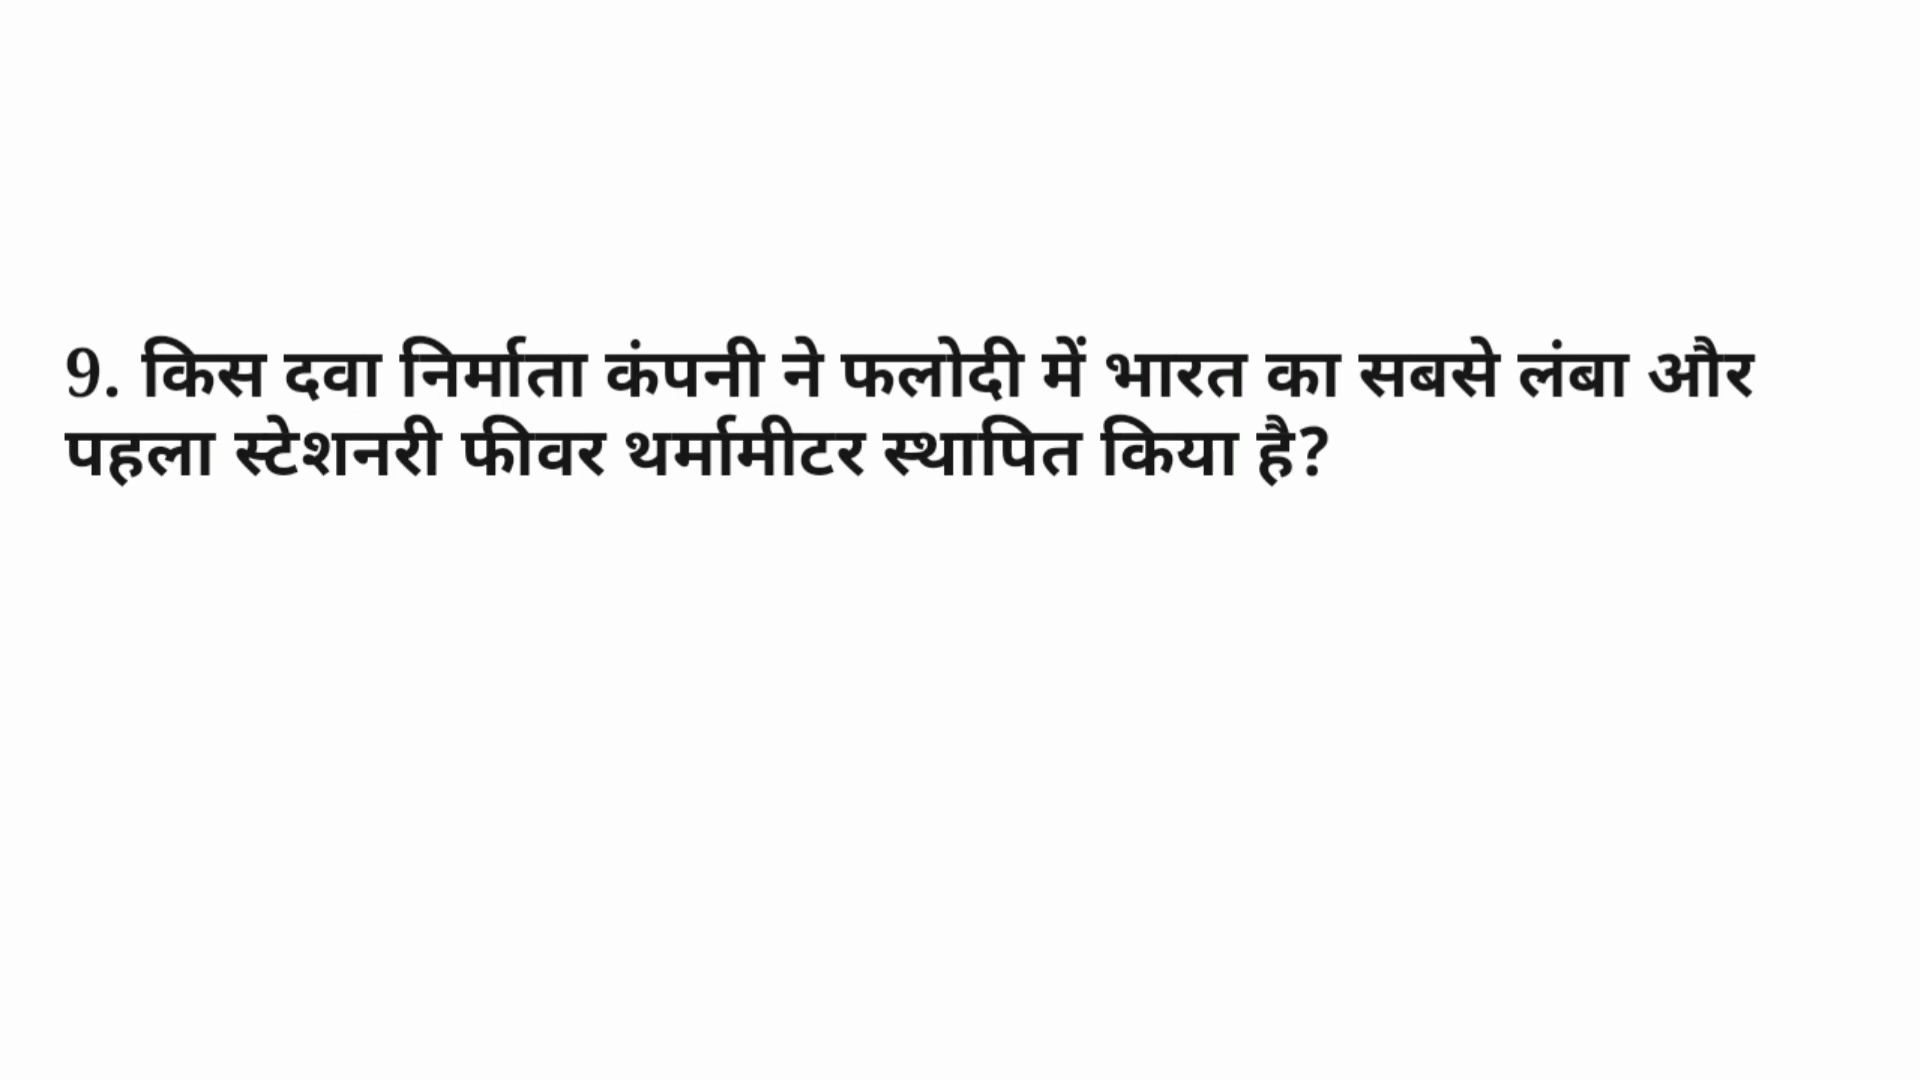 9. किस दवा निर्माता कंपनी ने फलोदी में भारत का सबसे लंबा और
पहला स्टेशनरी फीवर थर्मामीटर स्थापित किया है?